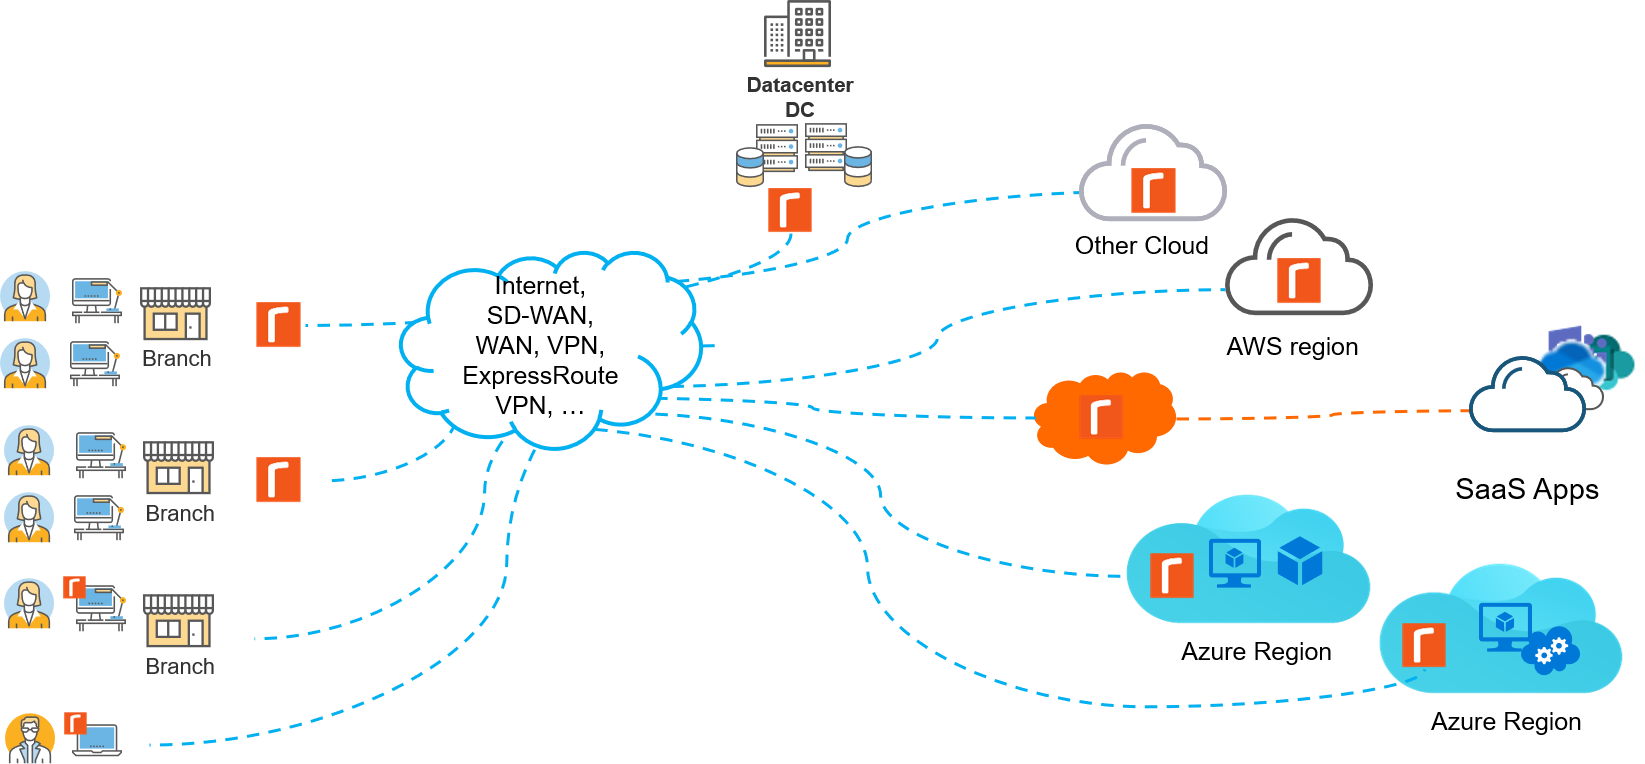 Datacenter
DC
Other Cloud
Internet,
SD-WAN,
WAN, VPN,
ExpressRoute
VPN, …
AWS region
Branch
SaaS Apps
Branch
Azure Region
Branch
Azure Region